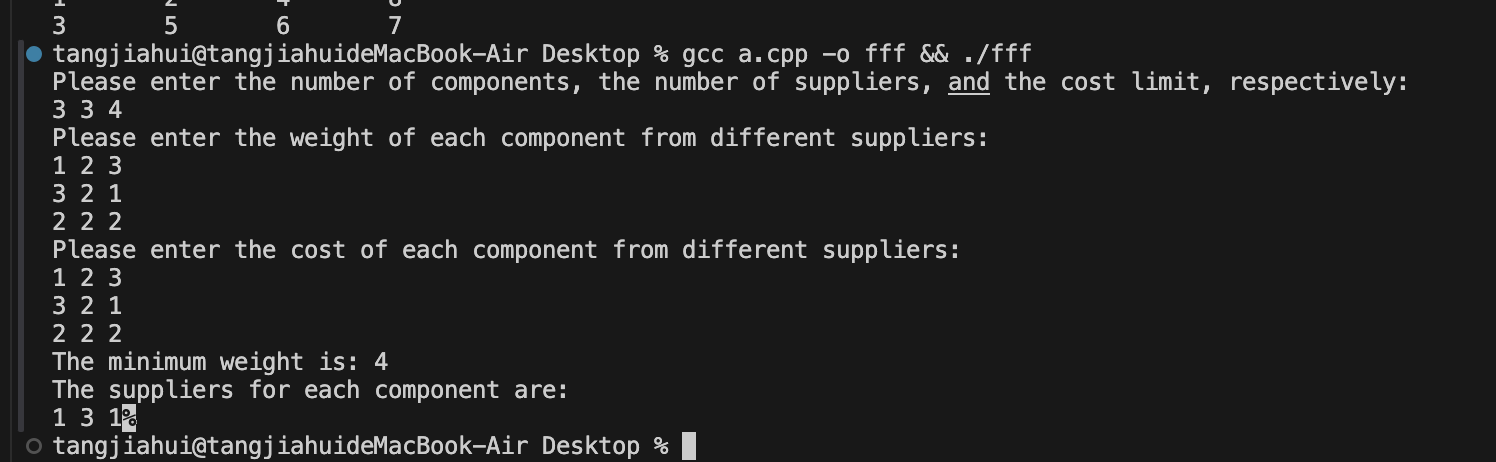 3 5 6 7
tangjiahui@tangjiahuideMacBook-Air Desktop % gcc a.cpp -o fff && ./fff
Please enter the number of components, the number of suppliers, and the cost limit, respectively:
3 3 4
Please enter the weight of each component from different suppliers:
1 2 3
3 2 1
2 2 2
Please enter the cost of each component from different suppliers:
1 2 3
3 2 1
2 2 2
The minimum weight is: 4
The suppliers for each component are:
1 3 1%
tangjiahui@tangjiahuideMacBook-Air Desktop %